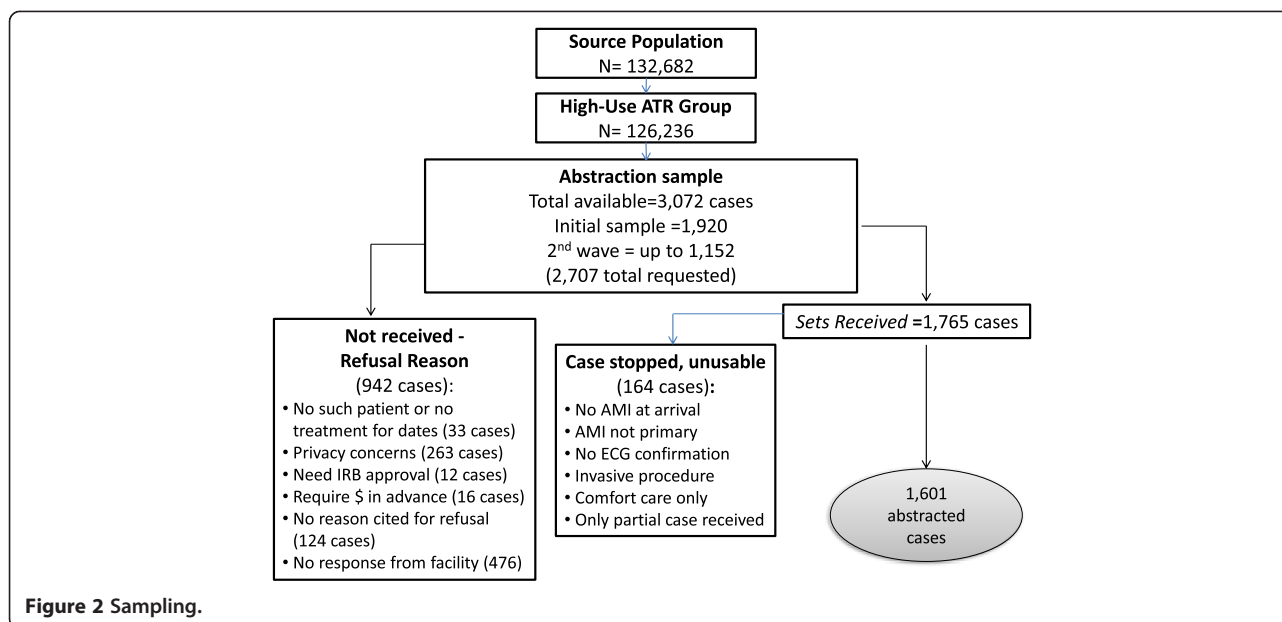 Source Population
N= 132,682
High-Use ATR Group
N= 126,236
Abstraction sample
Total available=3,072 cases
Initial sample =1,920
2nd wave = up to 1,152
(2,707 total requested)
Not received -
Refusal Reason
(942 cases):
• No such patient or no
treatment for dates (33 cases)
• Privacy concerns (263 cases)
• Need IRB approval (12 cases)
• Require $ in advance (16 cases)
• No reason cited for refusal
(124 cases)
• No response from facility (476)
Sets Received =1,765 cases
Case stopped, unusable
(164 cases):
• No AMI at arrival
• AMI not primary
• No ECG confirmation
• Invasive procedure
• Comfort care only
• Only partial case received
1,601
abstracted
cases
Figure 2 Sampling.